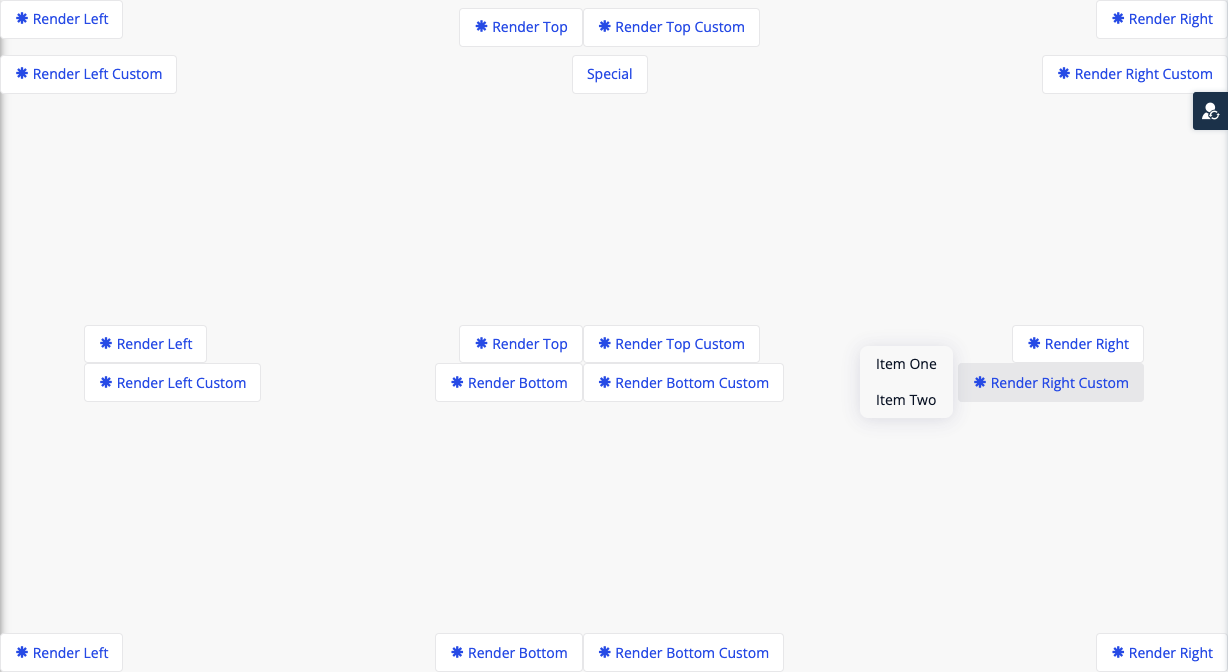 Render Left
Render Top
Render Top Custom
Render Right
Render Left Custom
Special
Render Right Custom
Render Left
Render Top
Render Top Custom
Render Right
Item One
Render Left Custom
Render Bottom
Render Bottom Custom
Render Right Custom
Item Two
Render Left
Render Bottom
Render Bottom Custom
Render Right